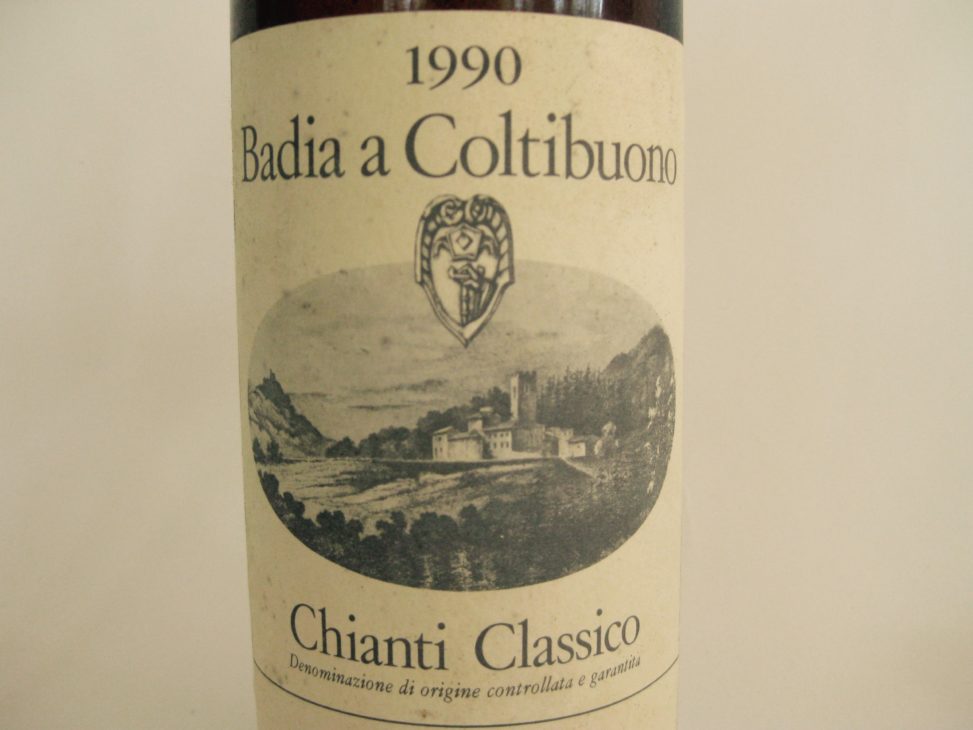 1990
Badia a Coltibuono
Chianti Classico
Denominazione di origine controllata e garantita